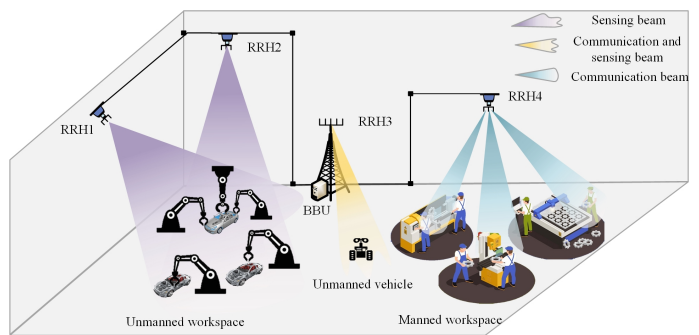 Sensing beam
Communication and
sensing beam
Communication beam
RRH2
RRH1
RRH3
RRH4
BBU
Unmanned vehicle
Unmanned workspace
Manned workspace